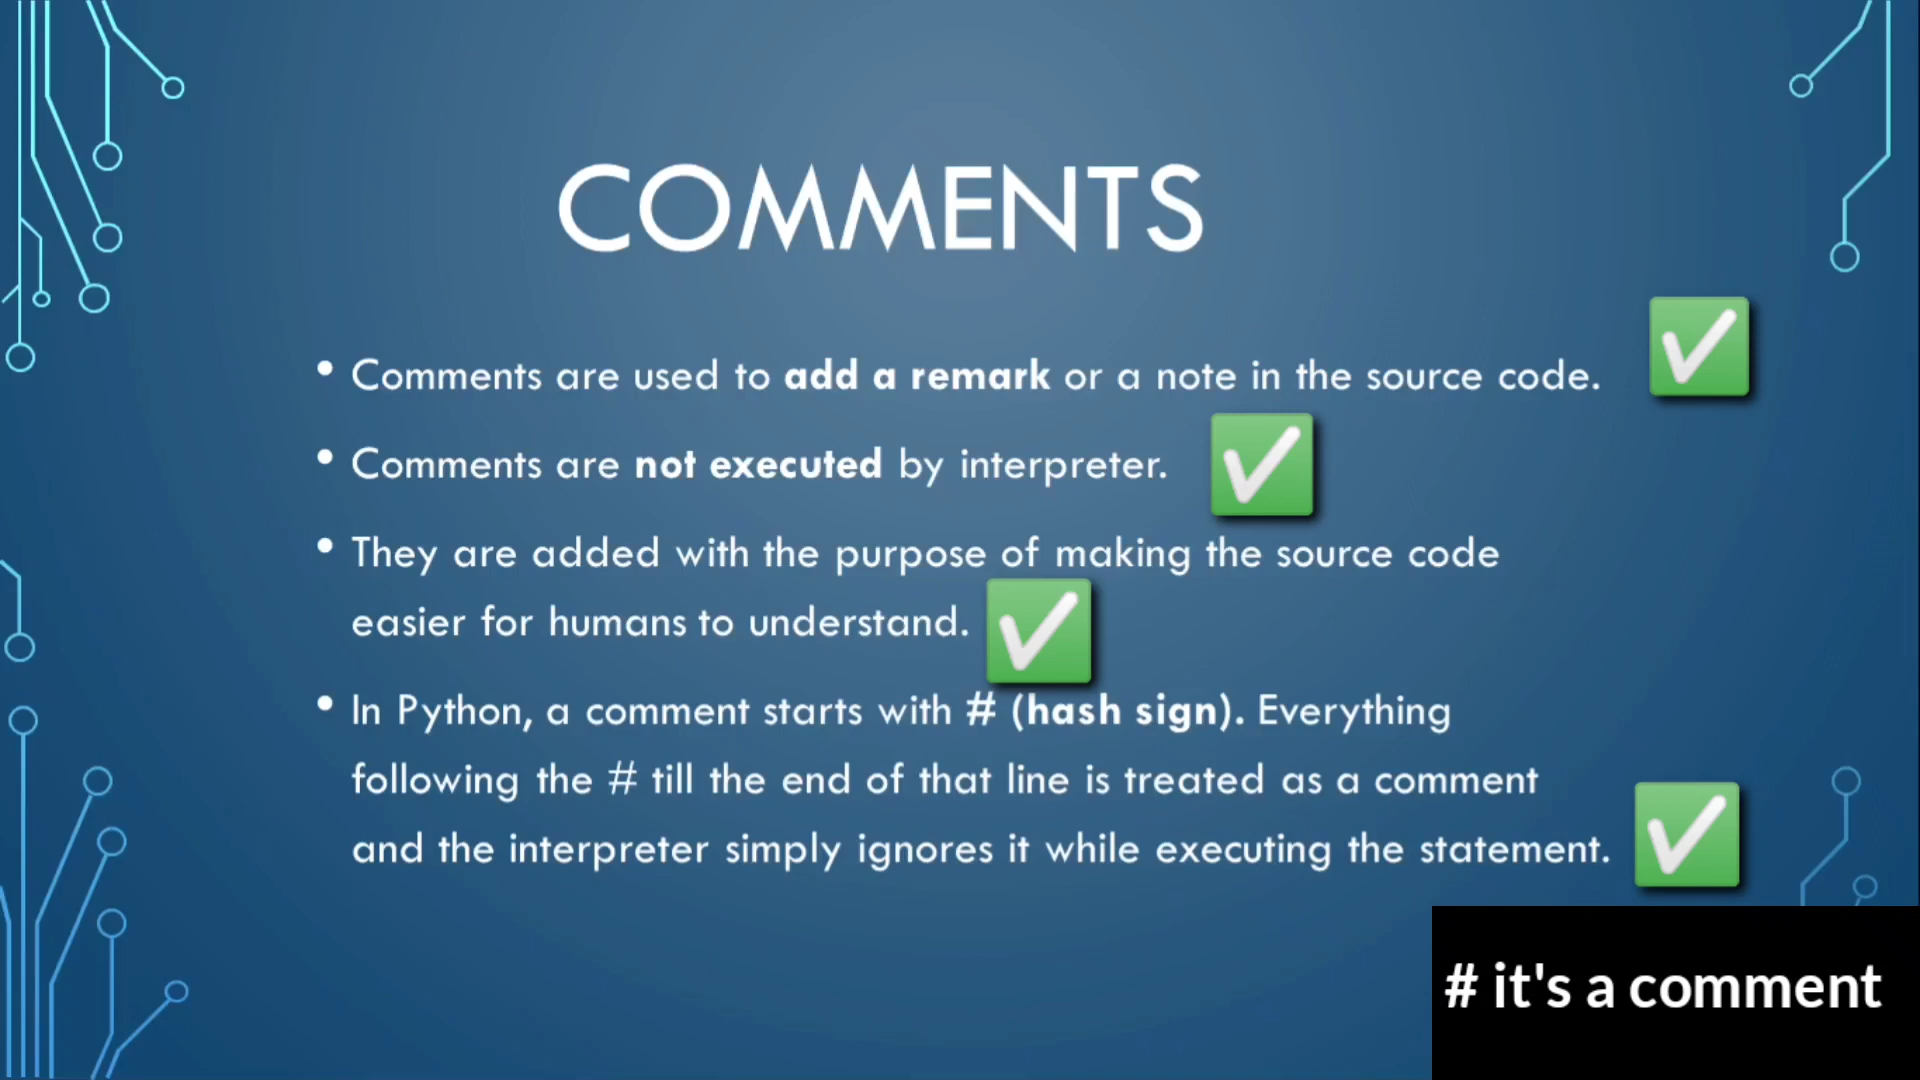 COMMENTS
• Comments are used to add a remark or a note in the source code.
• Comments are not executed by interpreter.
• They are added with the purpose of making the source code
easier for humans to understand.
• In Python, a comment starts with # (hash sign). Everything
following the # till the end of that line is treated as a comment
and the interpreter simply ignores it while executing the statement.
# it's a comment